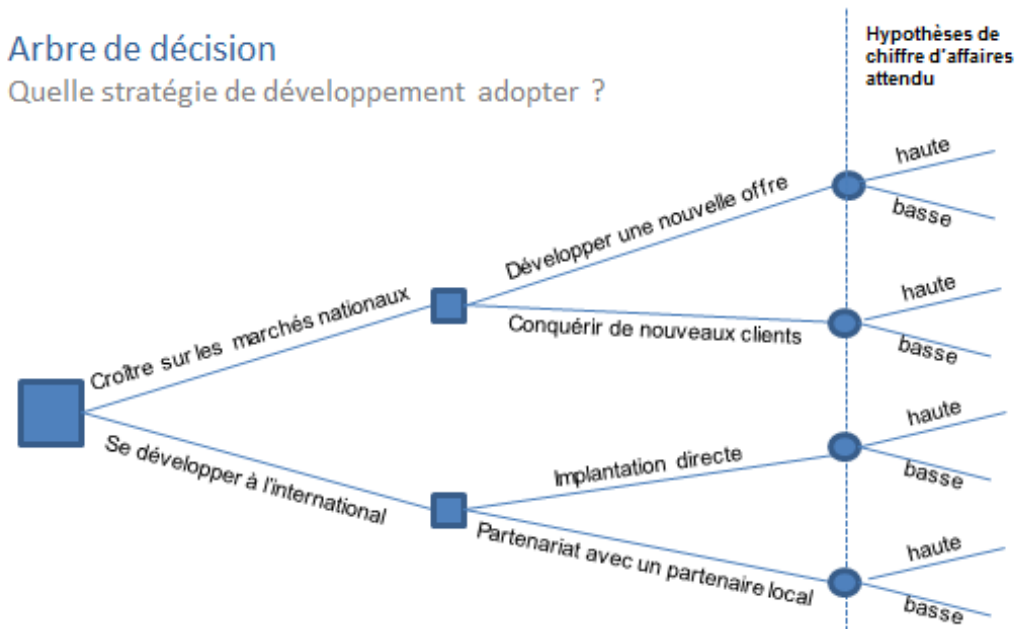 Arbre de décision
Quelle stratégie de développement adopter ?
Hypothèses de
chiffre d'affaires
attendu
haute
basse
Développer une nouvelle offre
Croître sur les marchés nationaux
haute
Conquérir de nouveaux clients
basse
haute
Implantation directe
Se développer à l'international
basse
Partenariat avec un partenaire local
haute
basse